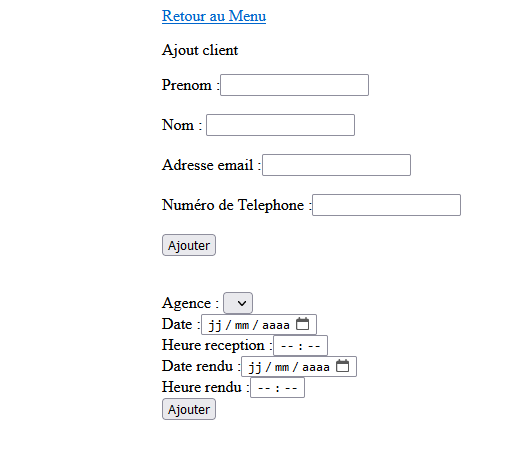 Retour au Menu
Ajout client
Prenom :
Nom :
Adresse email :
Numéro de Telephone :
Ajouter
Agence :
Date : jj / mm / aaaa
Heure reception : -- : --
Date rendu : jj / mm / aaaa
Heure rendu : -- : --
Ajouter